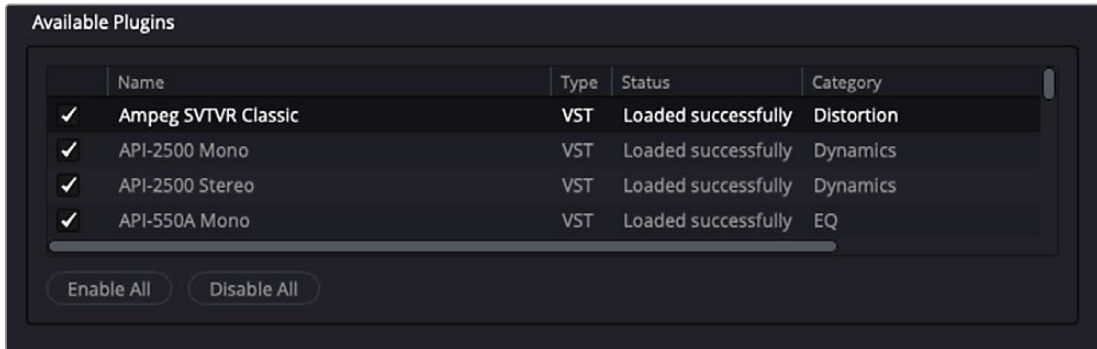 Available Plugins
Name Type Status Category
Ampeg SVTVR Classic VST Loaded successfully Distortion
API-2500 Mono VST Loaded successfully Dynamics
API-2500 Stereo VST Loaded successfully Dynamics
API-550A Mono VST Loaded successfully EQ
Enable All Disable All